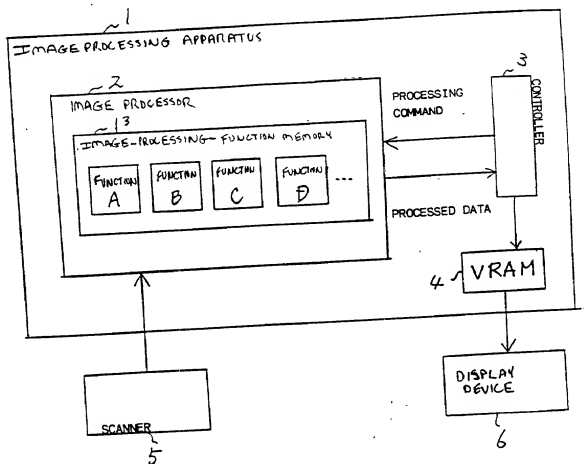 1
IMAGE PROCESSING APPARATUS
2
IMAGE PROCESSOR
13
IMAGE-PROCESSING-FUNCTION MEMORY
FUNCTION
A
FUNCTION
B
FUNCTION
C
FUNCTION
D
...
PROCESSING
COMMAND
PROCESSED DATA
3
CONTROLLER
4
VRAM
SCANNER
5
DISPLAY
DEVICE
6